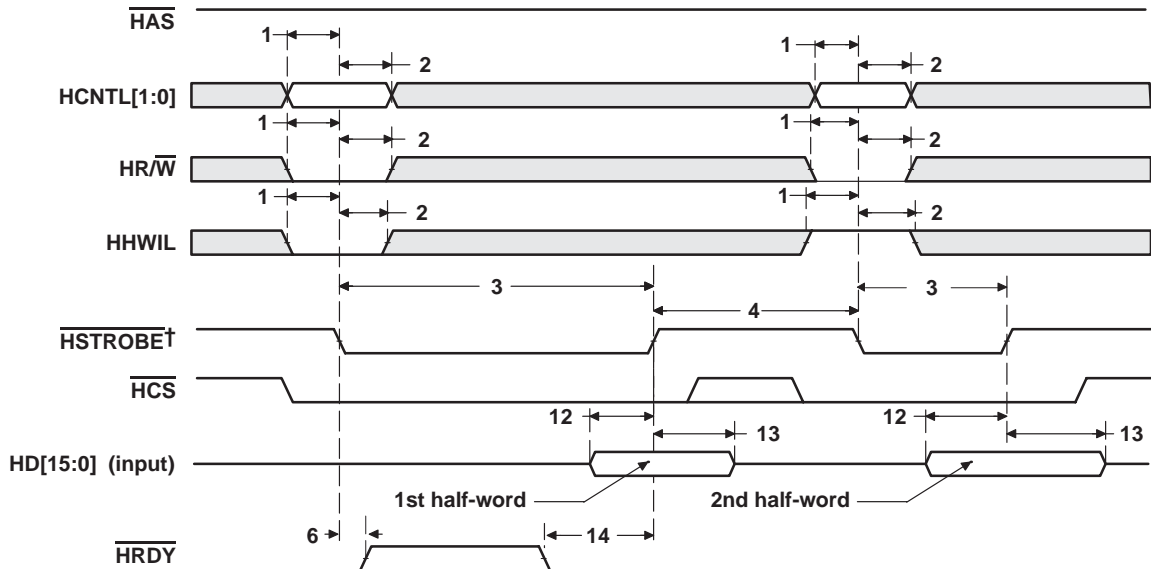 HAS
1
2
1
2
HCNTL[1:0]
1
2
1
2
HR/W
1
2
1
2
HHWIL
3
3
4
HSTROBE†
HCS
12
13
12
13
HD[15:0] (input)
1st half-word
2nd half-word
6
14
HRDY